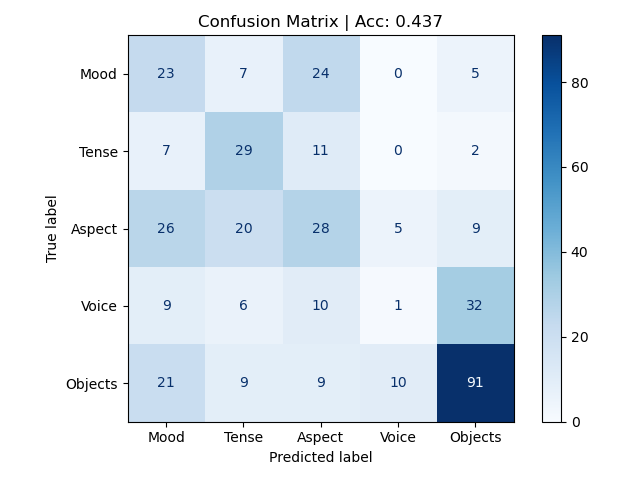 Confusion Matrix | Acc: 0.437
True label
Mood 23 7 24 0 5
Tense 7 29 11 0 2
Aspect 26 20 28 5 9
Voice 9 6 10 1 32
Objects 21 9 9 10 91
Mood Tense Aspect Voice Objects
Predicted label
80
60
40
20
0